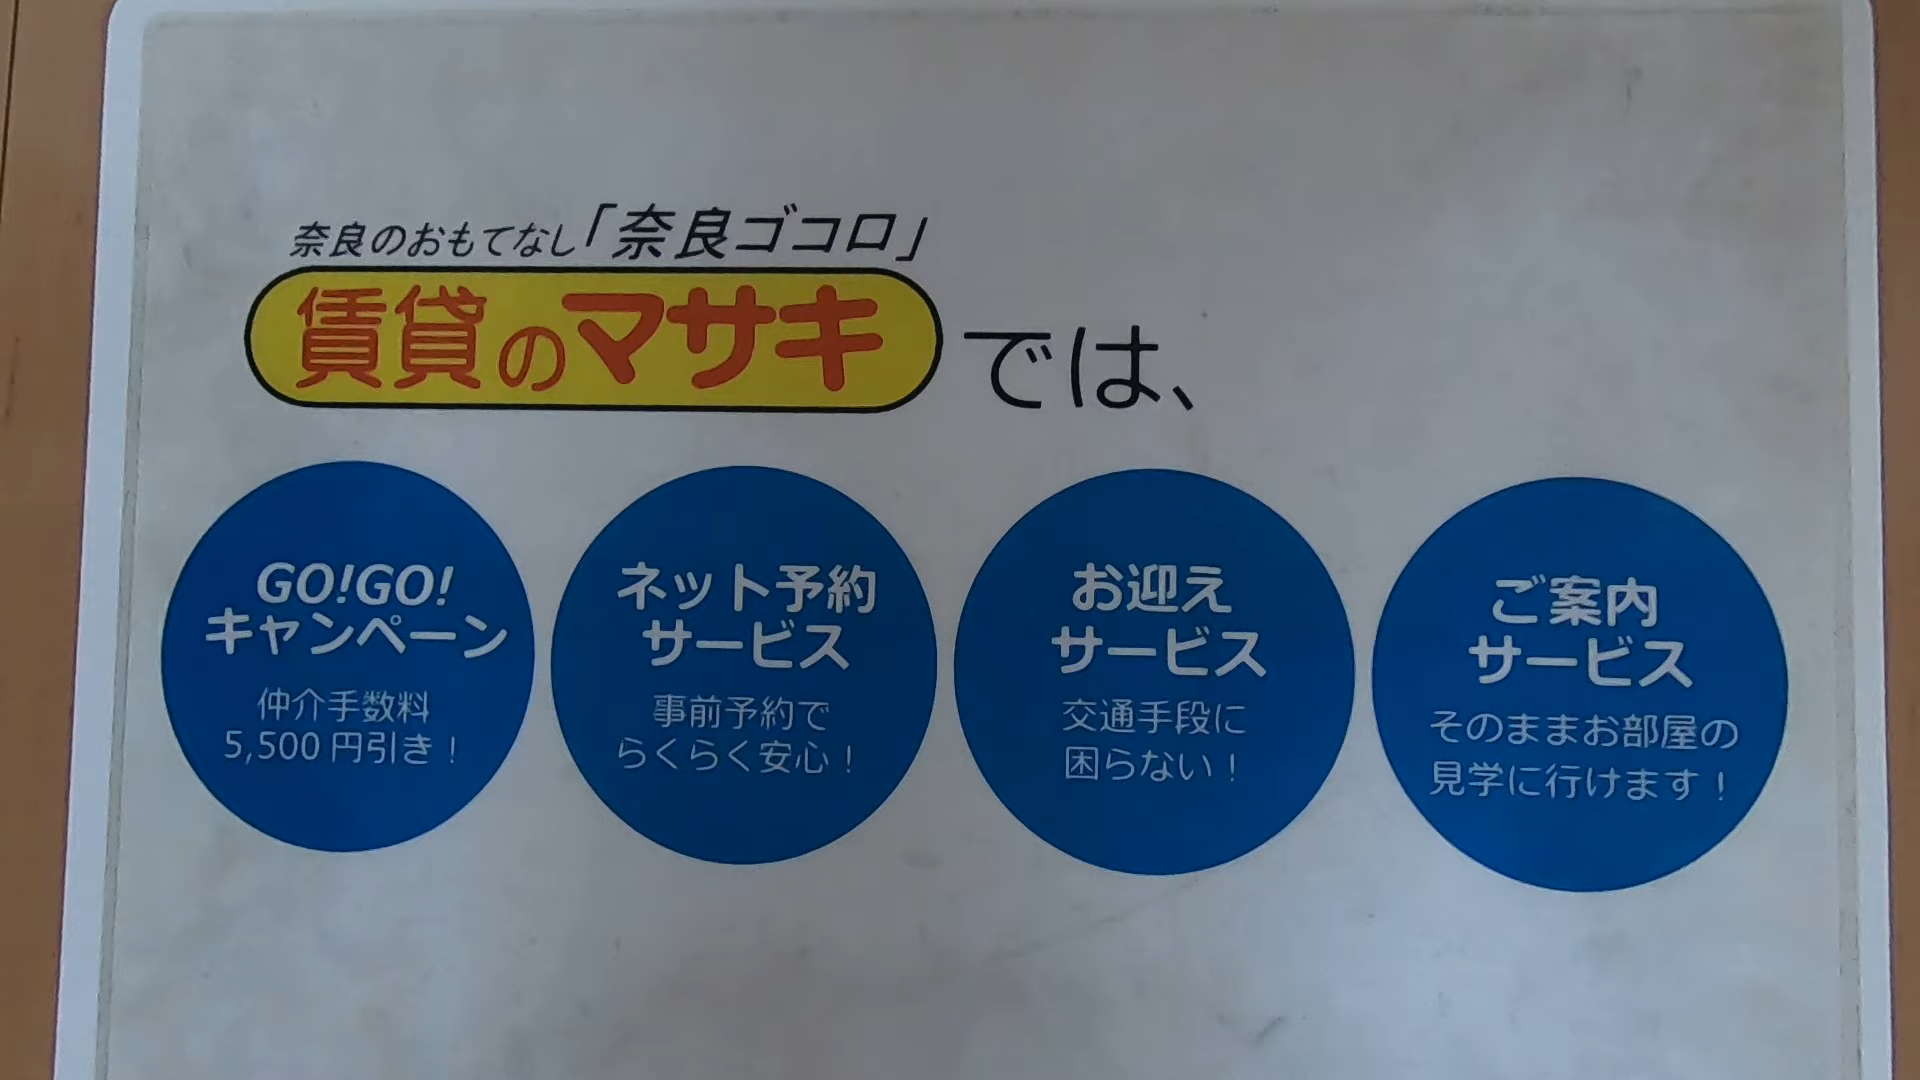 奈良のおもてなし「奈良ゴコロ」
賃貸のマサキでは、
GO!GO!
キャンペーン
仲介手数料
5,500円引き！
ネット予約
サービス
事前予約で
らくらく安心！
お迎え
サービス
交通手段に
困らない！
ご案内
サービス
そのままお部屋の
見学に行けます！